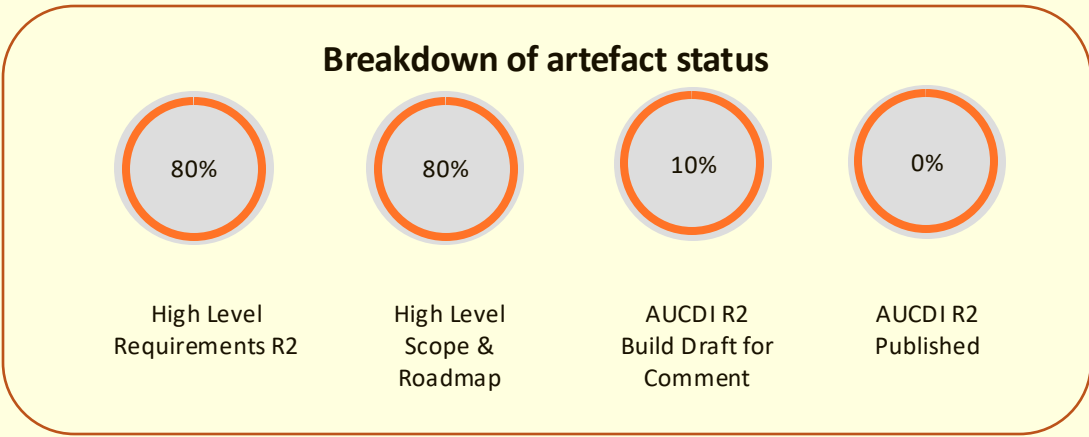 Breakdown of artefact status
80%
80%
10%
0%
High Level
Requirements R2
High Level
Scope &
Roadmap
AUCDI R2
Build Draft for
Comment
AUCDI R2
Published